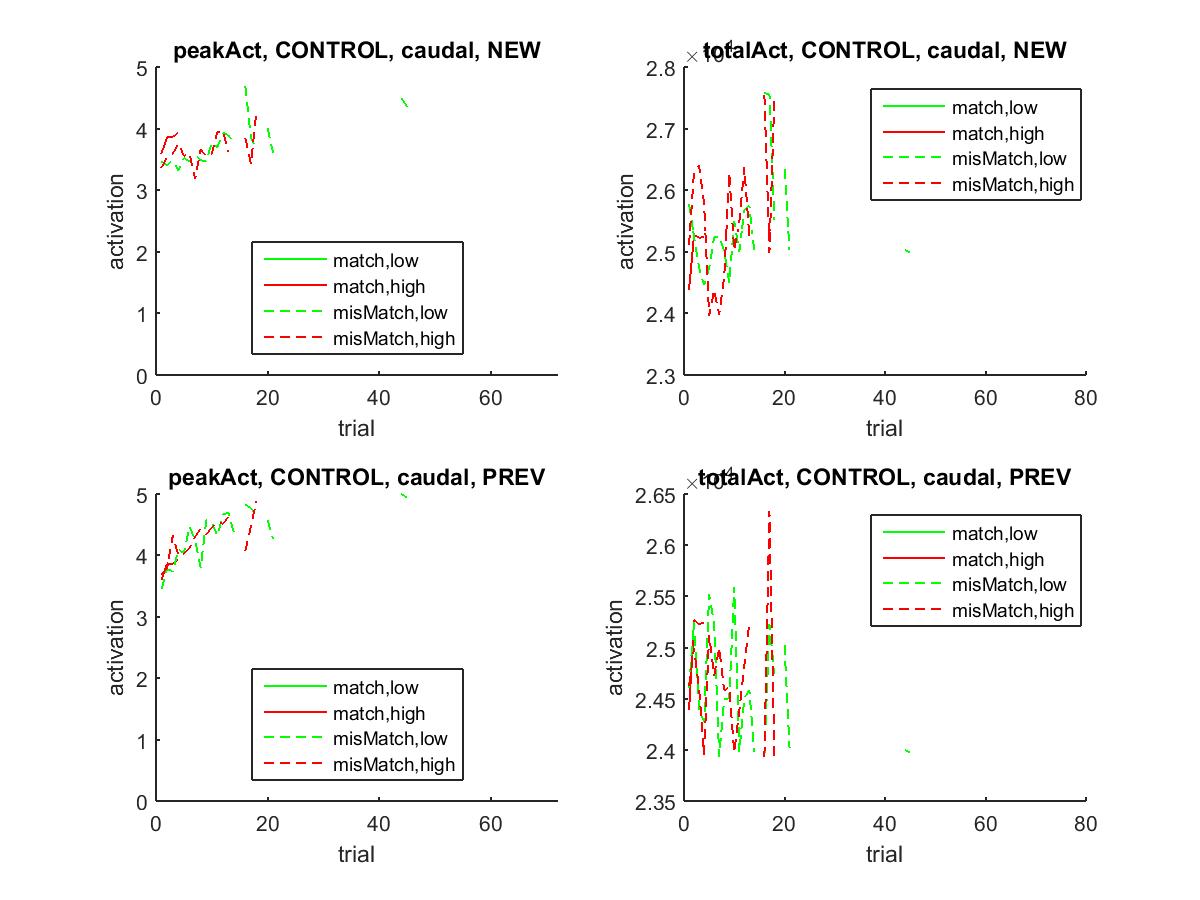 peakAct, CONTROL, caudal, NEW
5
4
3
2
1
0
activation
0 20 40 60
trial
match,low
match,high
misMatch,low
misMatch,high
totalAct, CONTROL, caudal, NEW
×10^4
2.8
2.7
2.6
2.5
2.4
2.3
activation
0 20 40 60 80
trial
match,low
match,high
misMatch,low
misMatch,high
peakAct, CONTROL, caudal, PREV
5
4
3
2
1
0
activation
0 20 40 60
trial
match,low
match,high
misMatch,low
misMatch,high
totalAct, CONTROL, caudal, PREV
×10^4
2.65
2.6
2.55
2.5
2.45
2.4
2.35
activation
0 20 40 60 80
trial
match,low
match,high
misMatch,low
misMatch,high